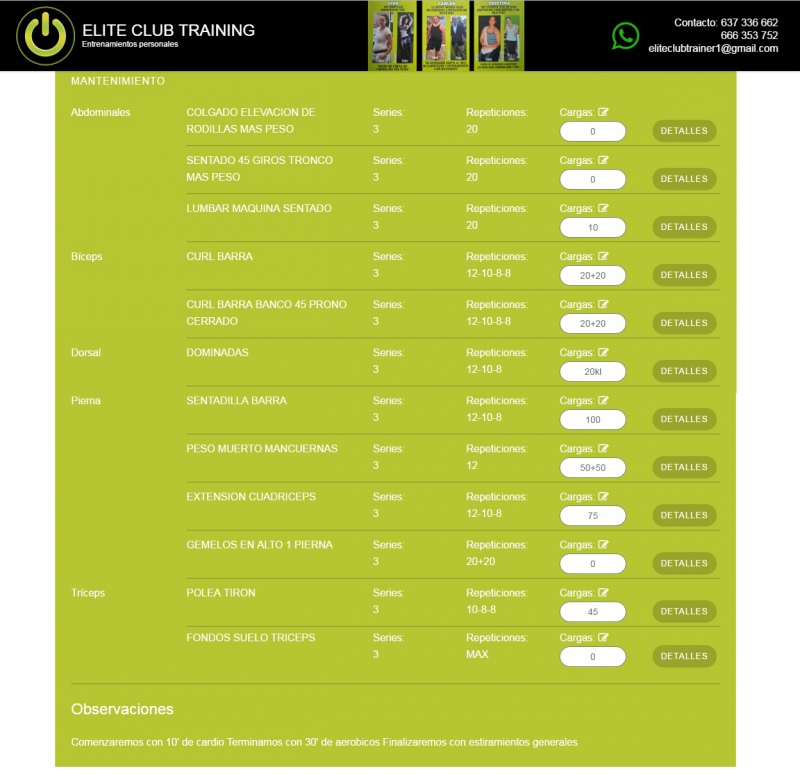 ELITE CLUB TRAINING
Entrenamientos personales
Contacto: 637 336 662
666 353 752
eliteclubtrainer1@gmail.com
MANTENIMIENTO
Abdominales
COLGADO ELEVACION DE
RODILLAS MAS PESO
Series:
3
Repeticiones:
20
Cargas:
0
DETALLES
SENTADO 45 GIROS TRONCO
MAS PESO
Series:
3
Repeticiones:
20
Cargas:
0
DETALLES
LUMBAR MAQUINA SENTADO
Series:
3
Repeticiones:
20
Cargas:
10
DETALLES
Bíceps
CURL BARRA
Series:
3
Repeticiones:
12-10-8-8
Cargas:
20+20
DETALLES
CURL BARRA BANCO 45 PRONO
CERRADO
Series:
3
Repeticiones:
12-10-8-8
Cargas:
20+20
DETALLES
Dorsal
DOMINADAS
Series:
3
Repeticiones:
12-10-8
Cargas:
20kl
DETALLES
Pierna
SENTADILLA BARRA
Series:
3
Repeticiones:
12-10-8
Cargas:
100
DETALLES
PESO MUERTO MANCUERNAS
Series:
3
Repeticiones:
12
Cargas:
50+50
DETALLES
EXTENSION CUADRICEPS
Series:
3
Repeticiones:
12-10-8
Cargas:
75
DETALLES
GEMELOS EN ALTO 1 PIERNA
Series:
3
Repeticiones:
20+20
Cargas:
0
DETALLES
Tríceps
POLEA TIRON
Series:
3
Repeticiones:
10-8-8
Cargas:
45
DETALLES
FONDOS SUELO TRICEPS
Series:
3
Repeticiones:
MAX
Cargas:
0
DETALLES
Observaciones
Comenzaremos con 10' de cardio Terminamos con 30' de aerobicos Finalizaremos con estiramientos generales